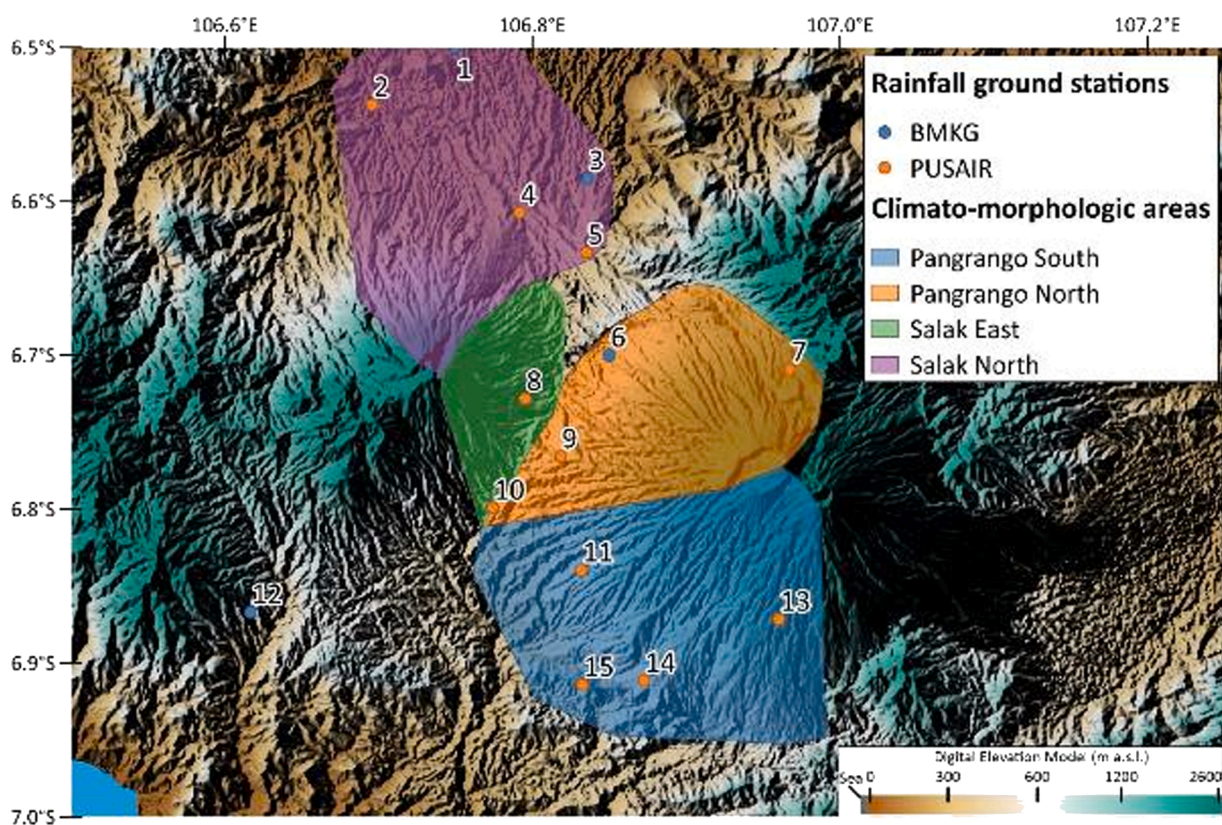 106.6°E 106.8°E 107.0°E 107.2°E
6.5°S
6.6°S
6.7°S
6.8°S
6.9°S
7.0°S
1
2
3
4
5
6
7
8
9
10
11
12
13
14
15
Rainfall ground stations
BMKG
PUSAIR
Climato-morphologic areas
Pangrango South
Pangrango North
Salak East
Salak North
Digital Elevation Model (m a.s.l.)
Sea 0 300 600 1200 2600